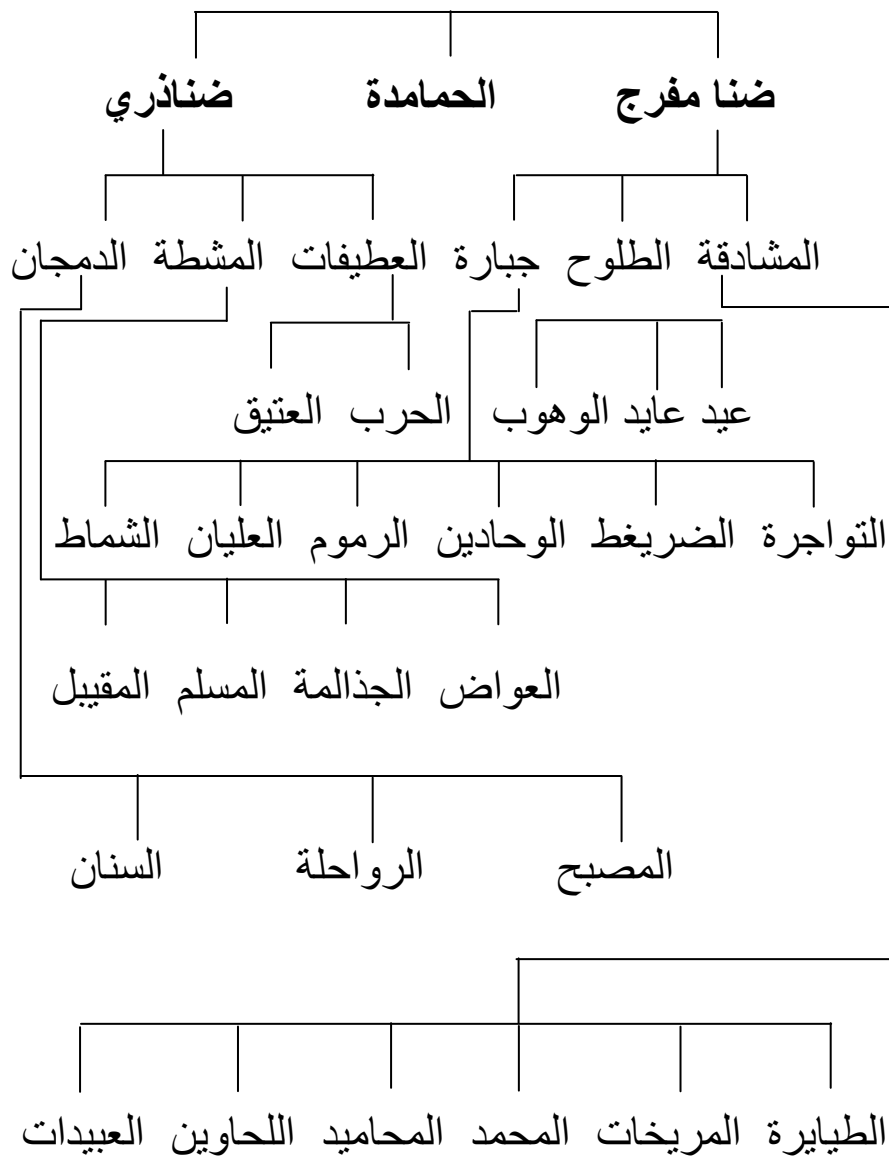 ضنا مفرج الحمامدة ضناذري
المشادقة الطلوح جبارة العطيفات المشطة الدمجان
عيد عايد الوهوب الحرب العتيق
التواجرة الضريغط الوحادين الرموم العليان الشماط
العواض الجذالمة المسلم المقيبل
المصبح الرواحلة السنان
الطيايرة المريخات المحمد المحاميد اللحاوين العبيدات